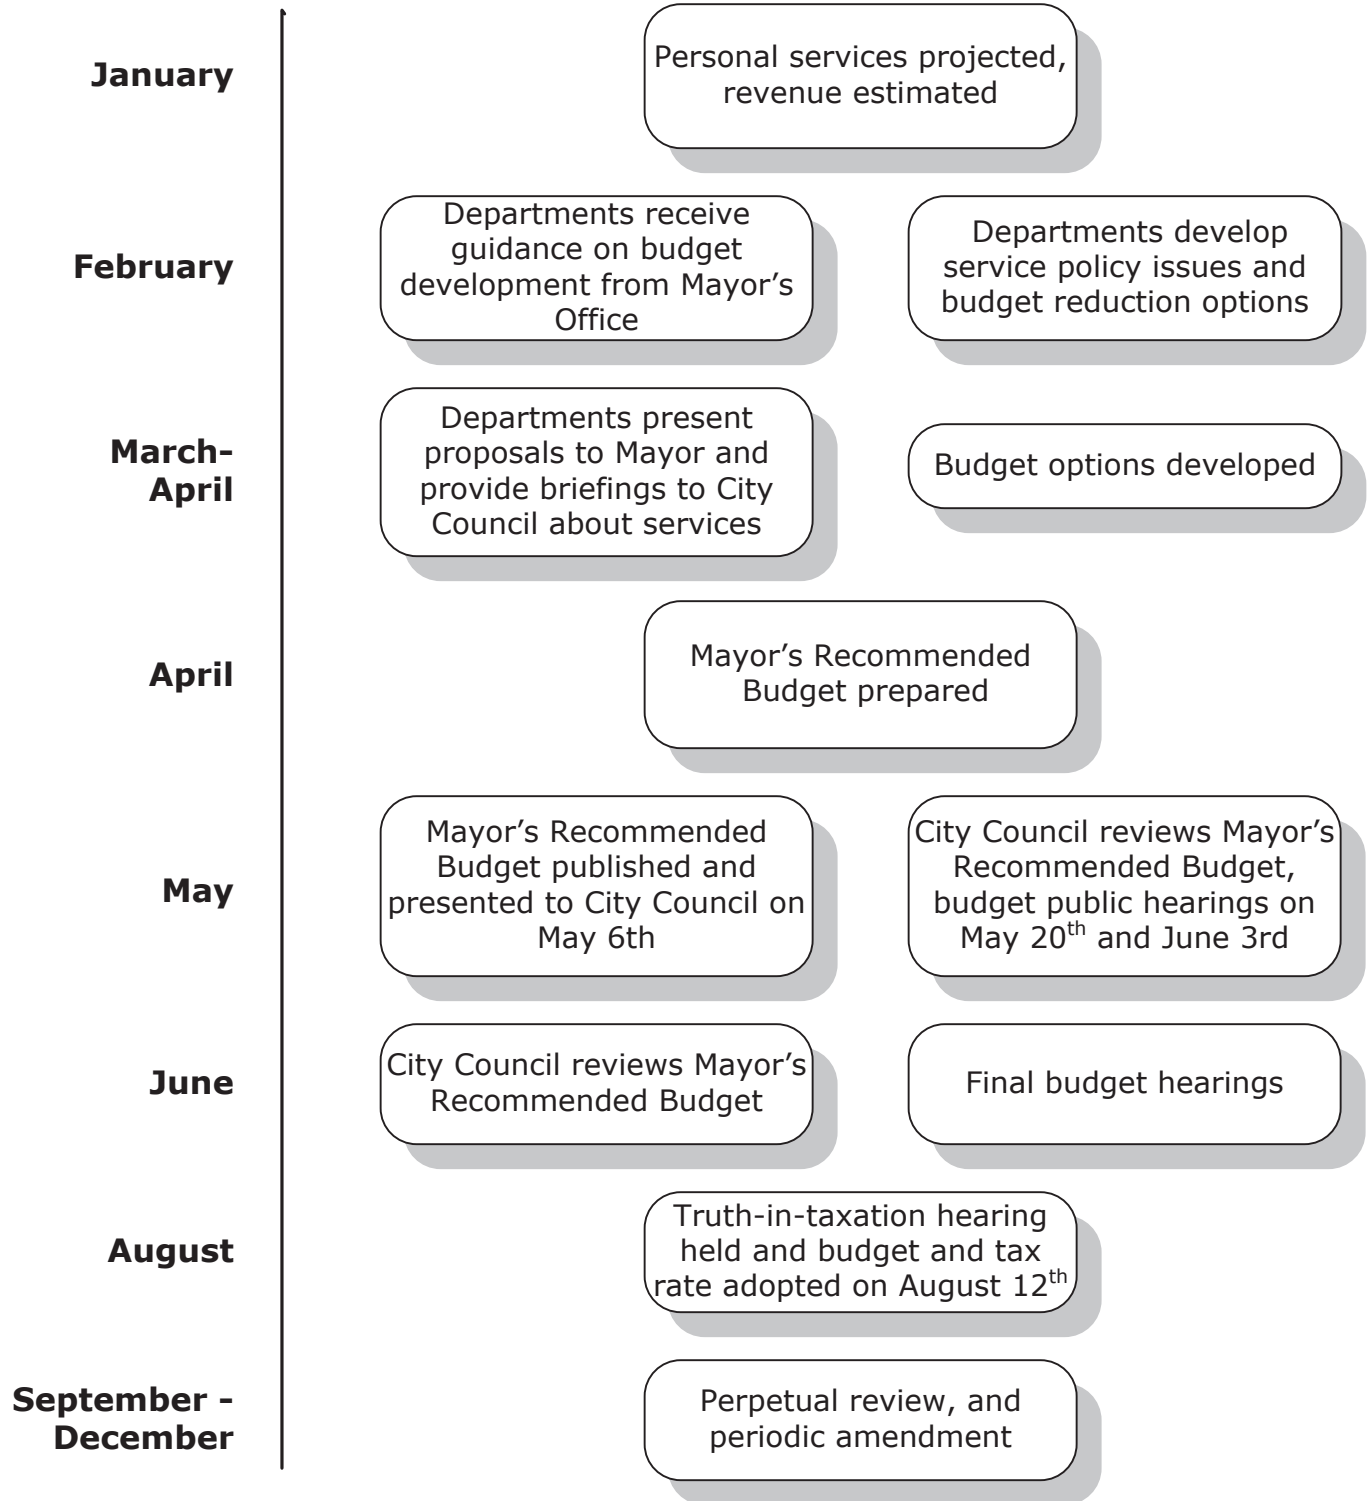 January
Personal services projected,
revenue estimated
February
Departments receive
guidance on budget
development from Mayor’s
Office
Departments develop
service policy issues and
budget reduction options
March-
April
Departments present
proposals to Mayor and
provide briefings to City
Council about services
Budget options developed
April
Mayor’s Recommended
Budget prepared
May
Mayor’s Recommended
Budget published and
presented to City Council on
May 6th
City Council reviews Mayor’s
Recommended Budget,
budget public hearings on
May 20th and June 3rd
June
City Council reviews Mayor’s
Recommended Budget
Final budget hearings
August
Truth-in-taxation hearing
held and budget and tax
rate adopted on August 12th
September -
December
Perpetual review, and
periodic amendment